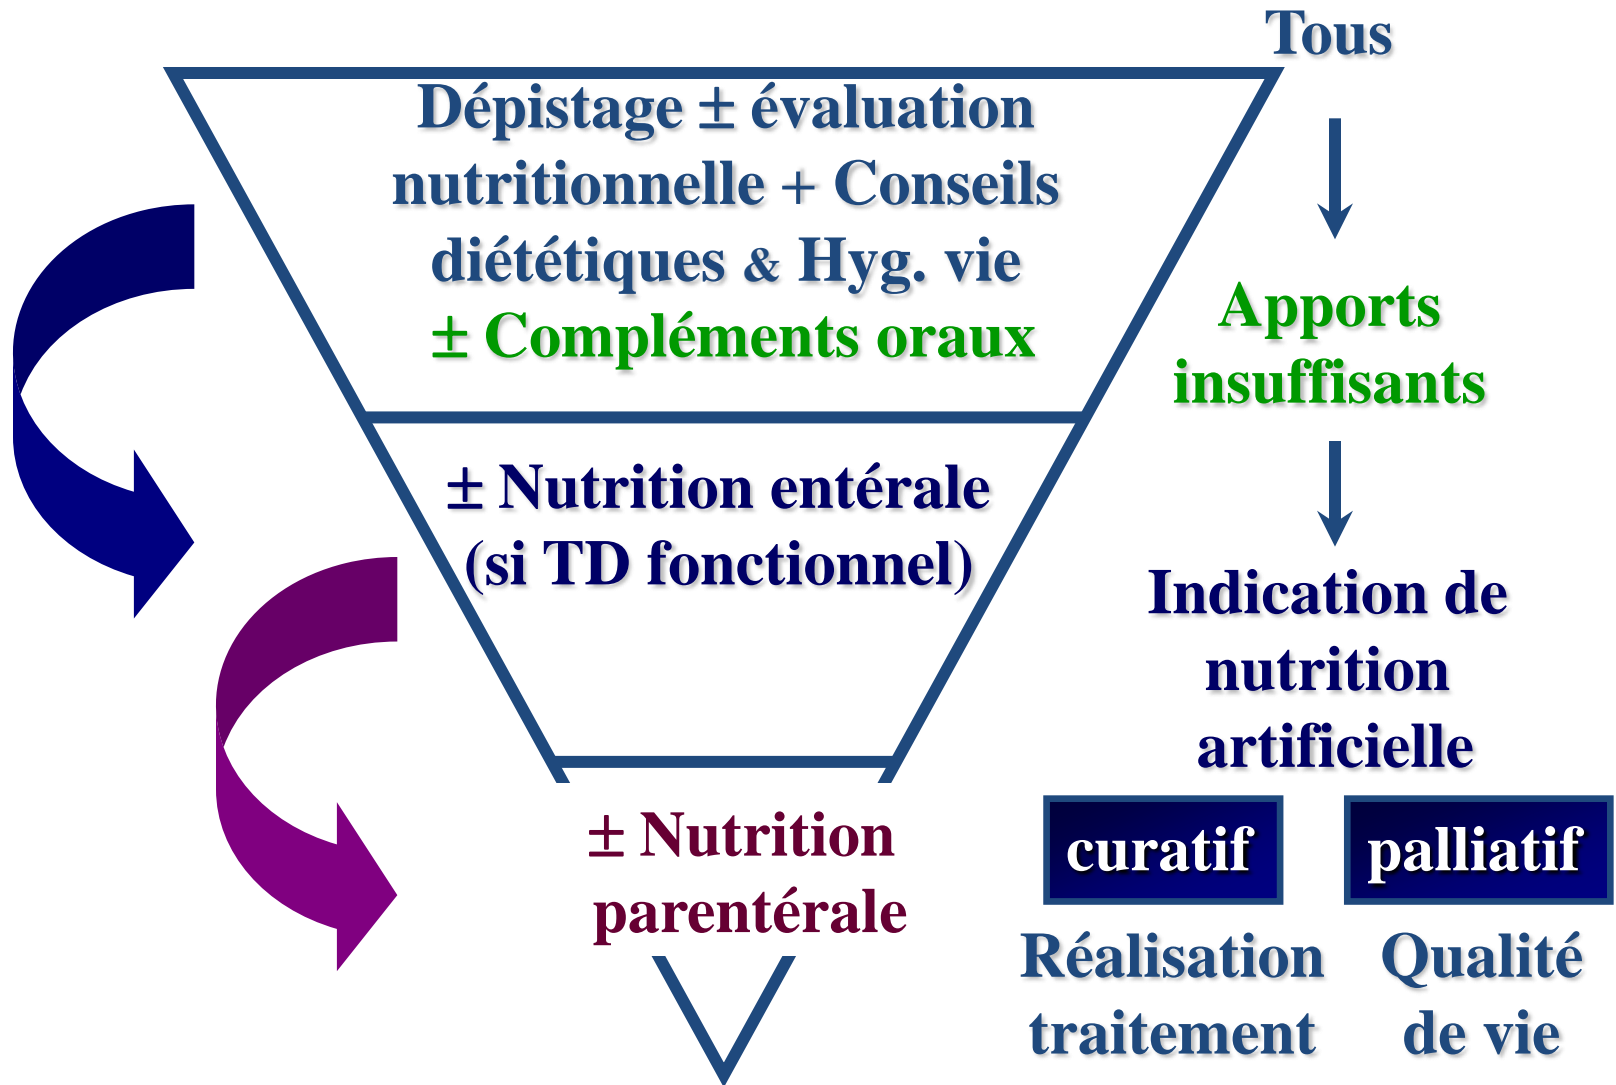 Tous
Dépistage ± évaluation
nutritionnelle + Conseils
diététiques & Hyg. vie
± Compléments oraux
Apports
insuffisants
± Nutrition entérale
(si TD fonctionnel)
Indication de
nutrition
artificielle
± Nutrition
parentérale
curatif
palliatif
Réalisation
traitement
Qualité
de vie